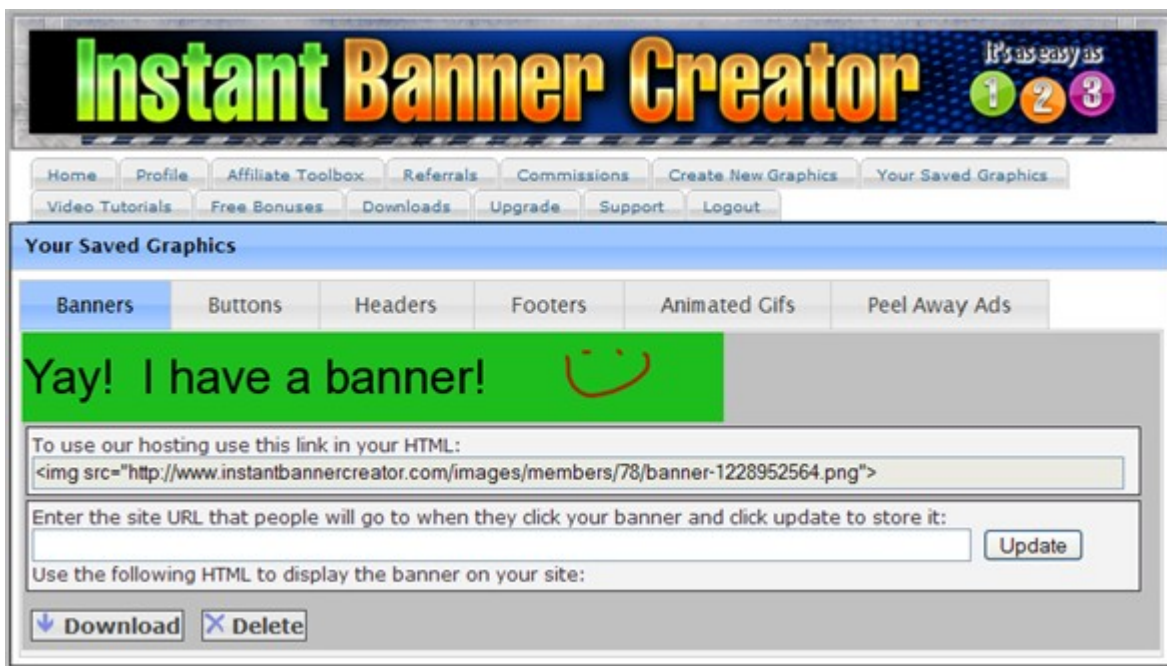 Instant Banner Creator
it's as easy as
1 2 3
Home Profile Affiliate Toolbox Referrals Commissions Create New Graphics Your Saved Graphics
Video Tutorials Free Bonuses Downloads Upgrade Support Logout
Your Saved Graphics
Banners Buttons Headers Footers Animated Gifs Peel Away Ads
Yay! I have a banner!
To use our hosting use this link in your HTML:
<img src="http://www.instantbannercreator.com/images/members/78/banner-1228952564.png">
Enter the site URL that people will go to when they click your banner and click update to store it:
Update
Use the following HTML to display the banner on your site:
Download Delete